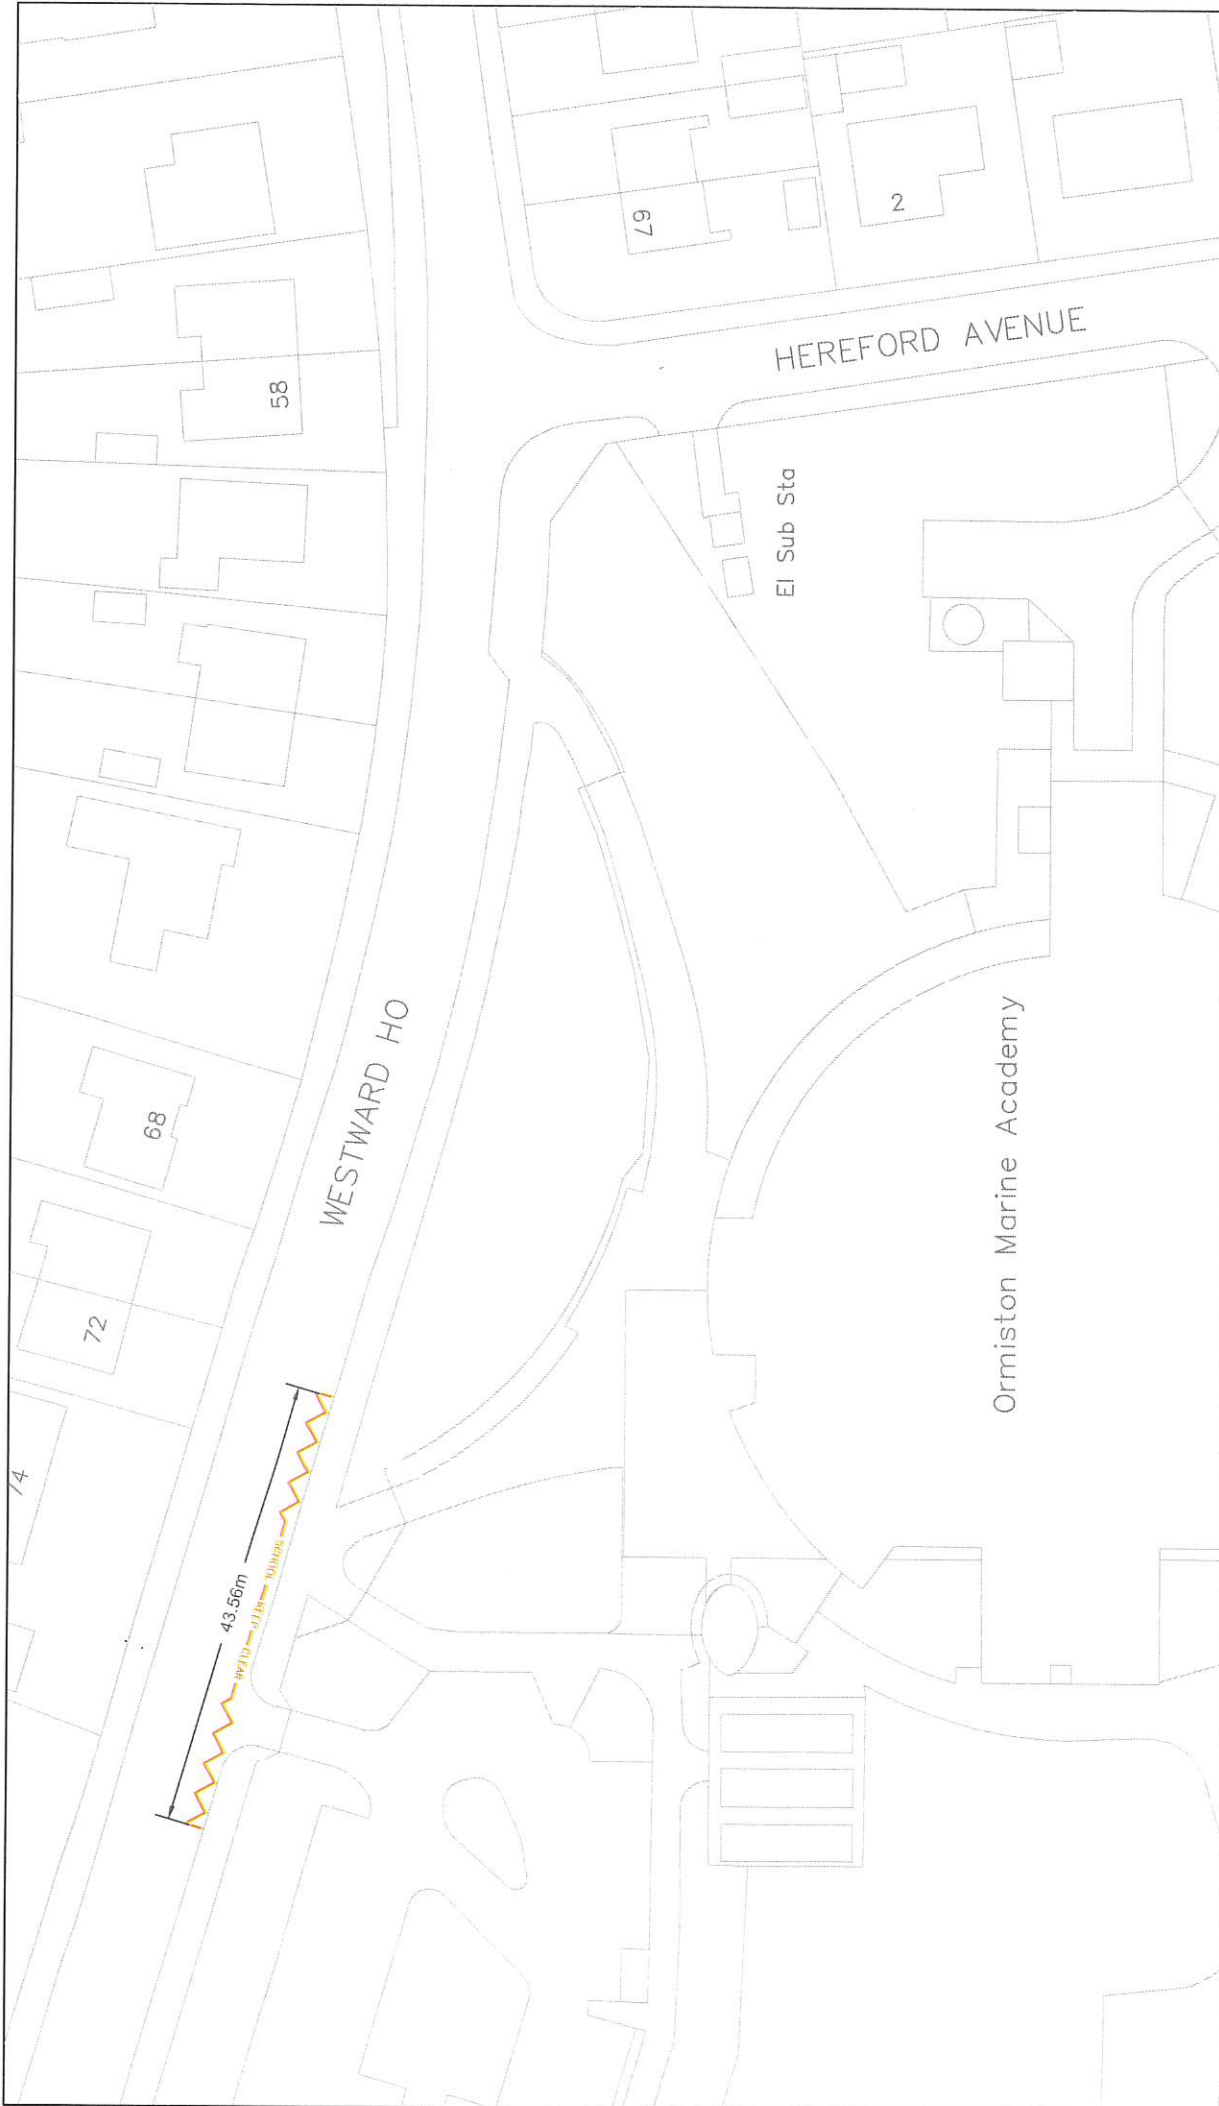 67
2
58
HEREFORD AVENUE
El Sub Sta
WESTWARD HO
68
Ormiston Marine Academy
72
74
43.56m
SCHOOL KEEP CLEAR